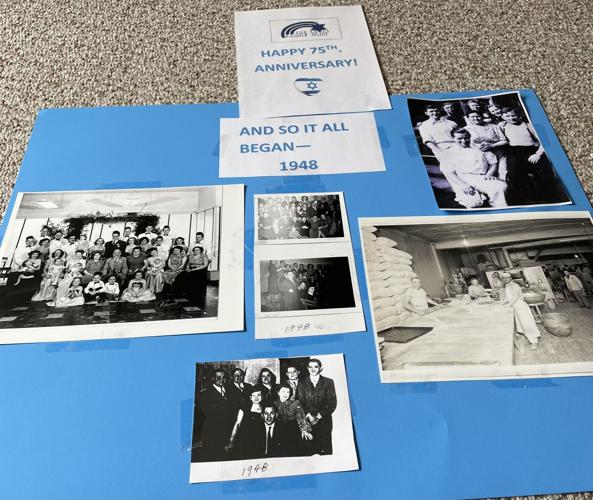 HAPPY 75TH.
ANNIVERSARY!
AND SO IT ALL
BEGAN—
1948
1948
1948